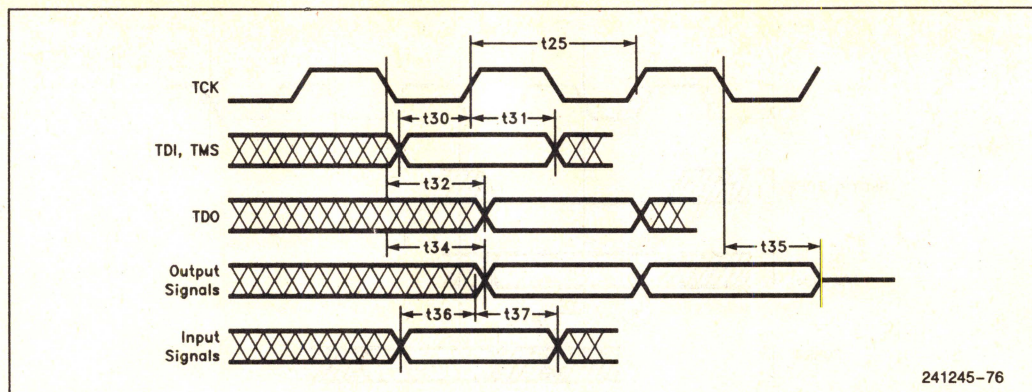 t25
TCK
t30
t31
TDI, TMS
t32
TDO
t34
t35
Output
Signals
t36
t37
Input
Signals
241245-76